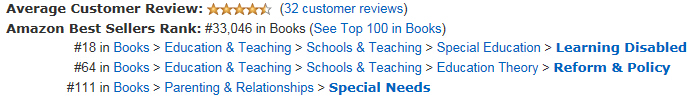 Average Customer Review: (32 customer reviews)
Amazon Best Sellers Rank: #33,046 in Books (See Top 100 in Books)
#18 in Books > Education & Teaching > Schools & Teaching > Special Education > Learning Disabled
#64 in Books > Education & Teaching > Schools & Teaching > Education Theory > Reform & Policy
#111 in Books > Parenting & Relationships > Special Needs